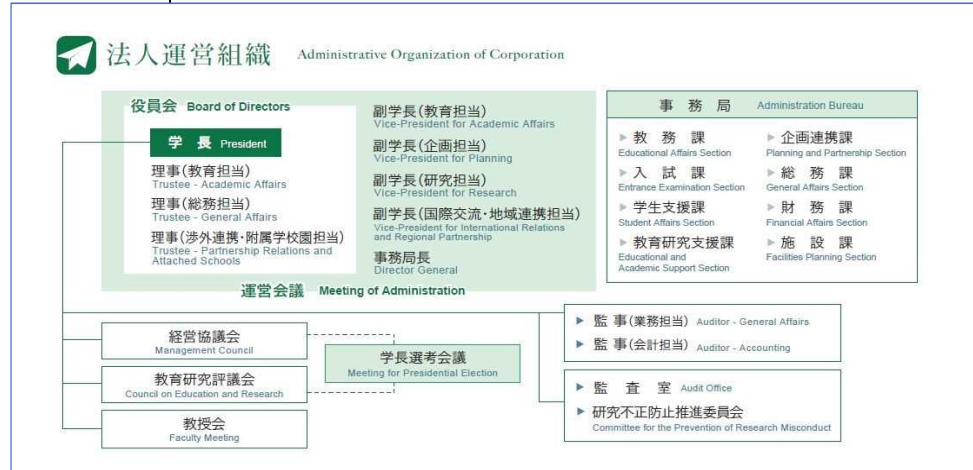 法人運営組織 Administrative Organization of Corporation
役員会 Board of Directors
学 長 President
理事(教育担当)
Trustee - Academic Affairs
理事(総務担当)
Trustee - General Affairs
理事(渉外連携・附属学校園担当)
Trustee - Partnership Relations and
Attached Schools
副学長(教育担当)
Vice-President for Academic Affairs
副学長(企画担当)
Vice-President for Planning
副学長(研究担当)
Vice-President for Research
副学長(国際交流・地域連携担当)
Vice-President for International Relations
and Regional Partnership
事務局長
Director General
運営会議 Meeting of Administration
事 務 局 Administration Bureau
教 務 課
Educational Affairs Section
入 試 課
Entrance Examination Section
学生支援課
Student Affairs Section
教育研究支援課
Educational and
Academic Support Section
企画連携課
Planning and Partnership Section
総 務 課
General Affairs Section
財 務 課
Financial Affairs Section
施 設 課
Facilities Planning Section
経営協議会
Management Council
教育研究評議会
Council on Education and Research
教授会
Faculty Meeting
学長選考会議
Meeting for Presidential Election
監 事(業務担当) Auditor - General Affairs
監 事(会計担当) Auditor - Accounting
監 査 室 Audit Office
研究不正防止推進委員会
Committee for the Prevention of Research Misconduct